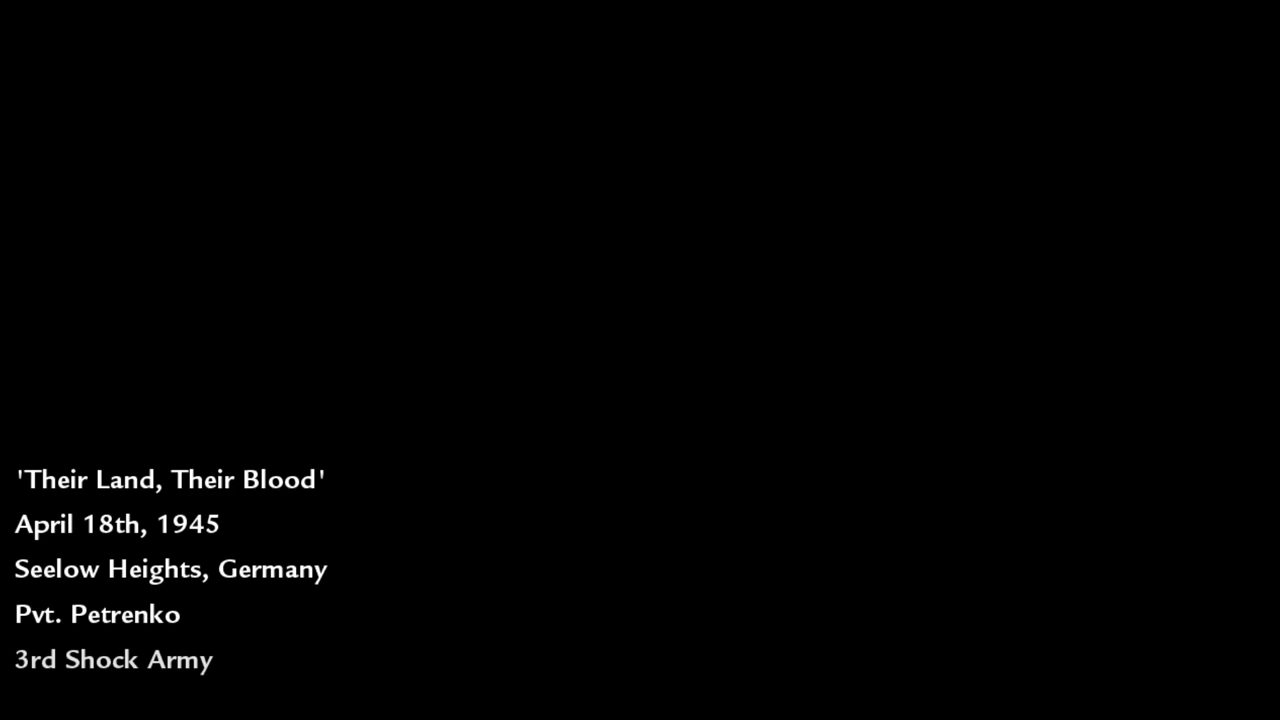 'Their Land, Their Blood'
April 18th, 1945
Seelow Heights, Germany
Pvt. Petrenko
3rd Shock Army